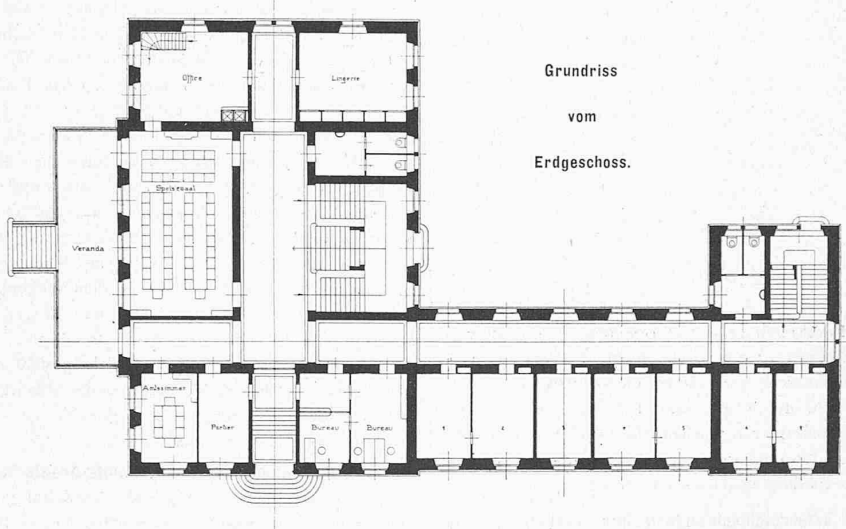 Grundriss
vom
Erdgeschoss.
Office
Lingerie
Speisesaal
Veranda
Amtszimmer
Portier
Bureau
Bureau